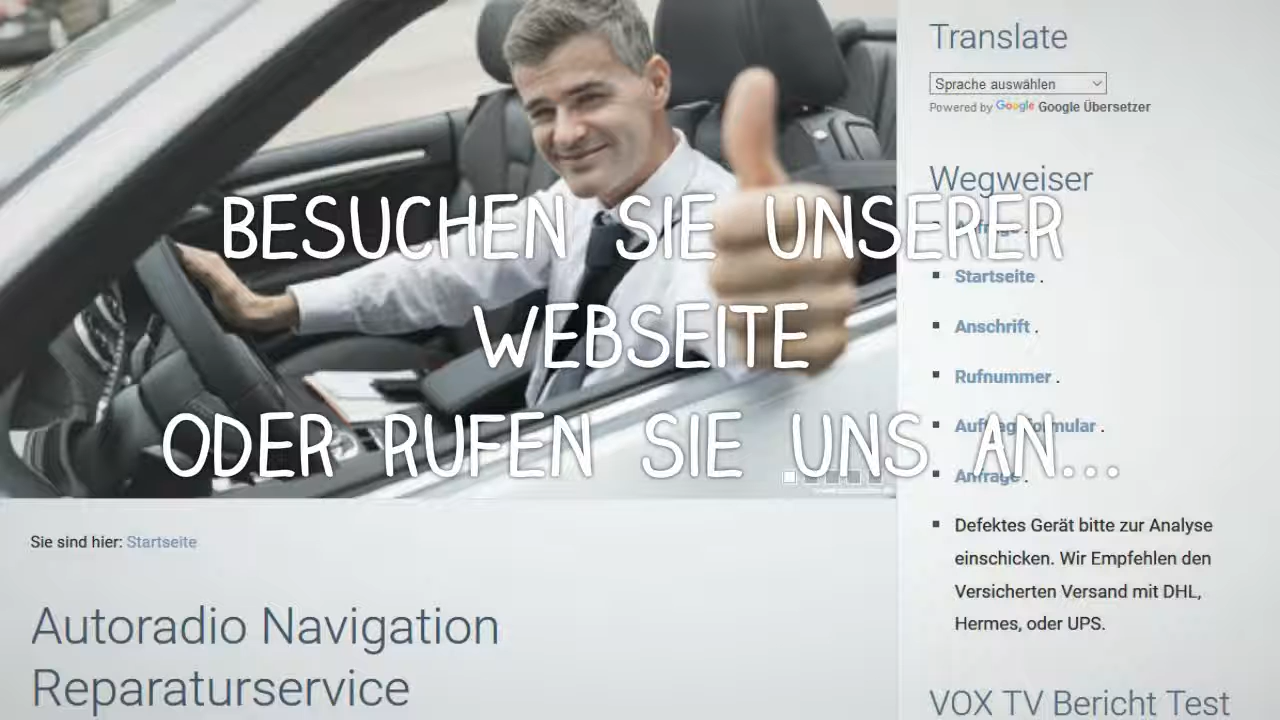 Translate
Sprache auswählen
Powered by Google Google Übersetzer
Wegweiser
BESUCHEN SIE UNSERER
WEBSEITE
ODER RUFEN SIE UNS AN...
Startseite .
Anschrift .
Rufnummer .
Auftragsformular .
Anfrage .
Defektes Gerät bitte zur Analyse
einschicken. Wir Empfehlen den
Versicherten Versand mit DHL,
Hermes, oder UPS.
VOX TV Bericht Test
Sie sind hier: Startseite
Autoradio Navigation
Reparaturservice